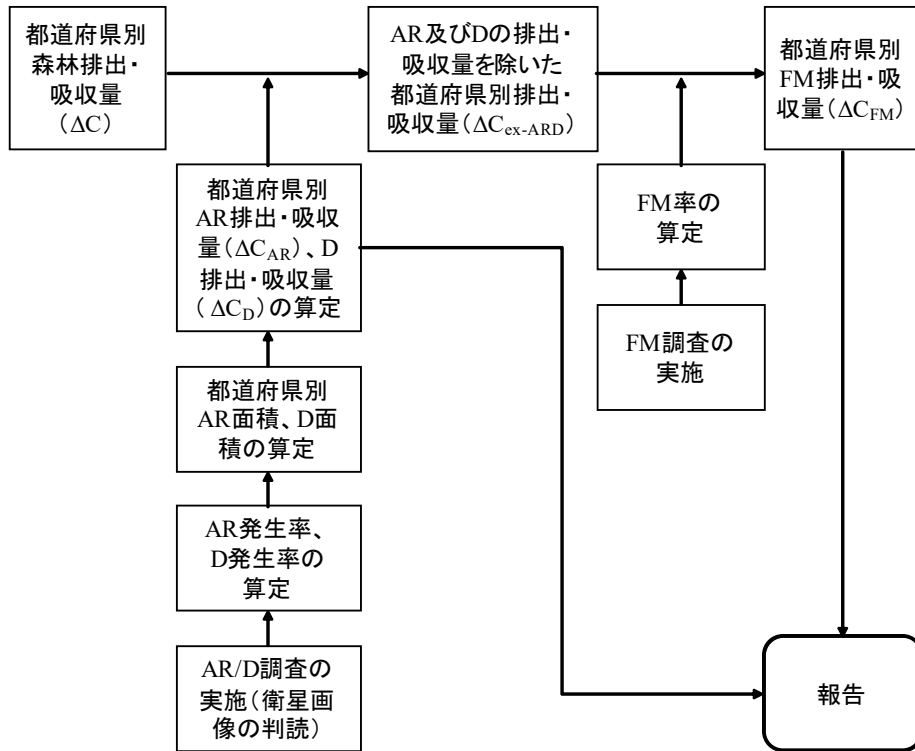 都道府県別
森林排出・
吸収量
(ΔC)
AR及びDの排出・
吸収量を除いた
都道府県別排出・
吸収量(ΔCex-ARD)
都道府県別
FM排出・吸
収量(ΔCFM)
都道府県別
AR排出・吸収
量(ΔCAR)、D
排出・吸収量
(ΔCD)の算定
FM率の
算定
FM調査の
実施
都道府県別
AR面積、D面
積の算定
AR発生率、
D発生率の
算定
AR/D調査の
実施(衛星画
像の判読)
報告